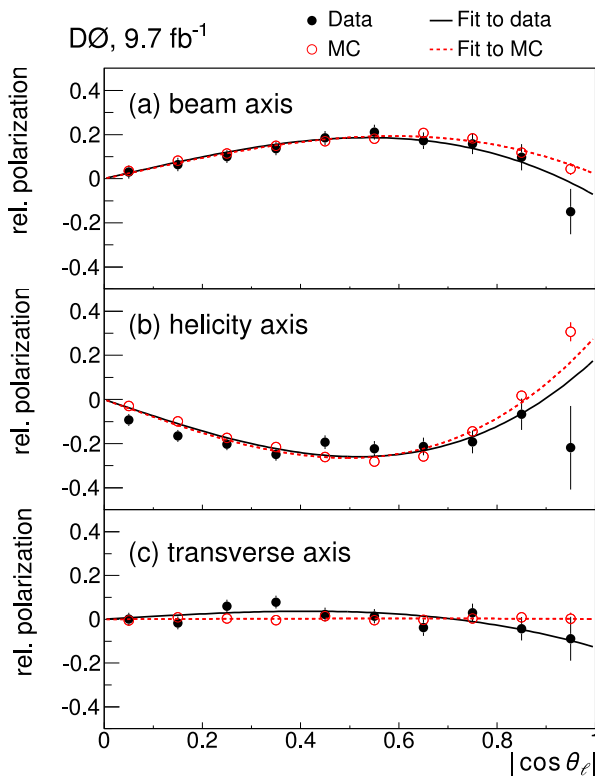 DØ, 9.7 fb⁻¹
Data
Fit to data
MC
Fit to MC
(a) beam axis
rel. polarization
0.4
0.2
0
-0.2
-0.4
(b) helicity axis
rel. polarization
0.4
0.2
0
-0.2
-0.4
(c) transverse axis
rel. polarization
0.4
0.2
0
-0.2
-0.4
0 0.2 0.4 0.6 0.8 1
|cos θℓ|